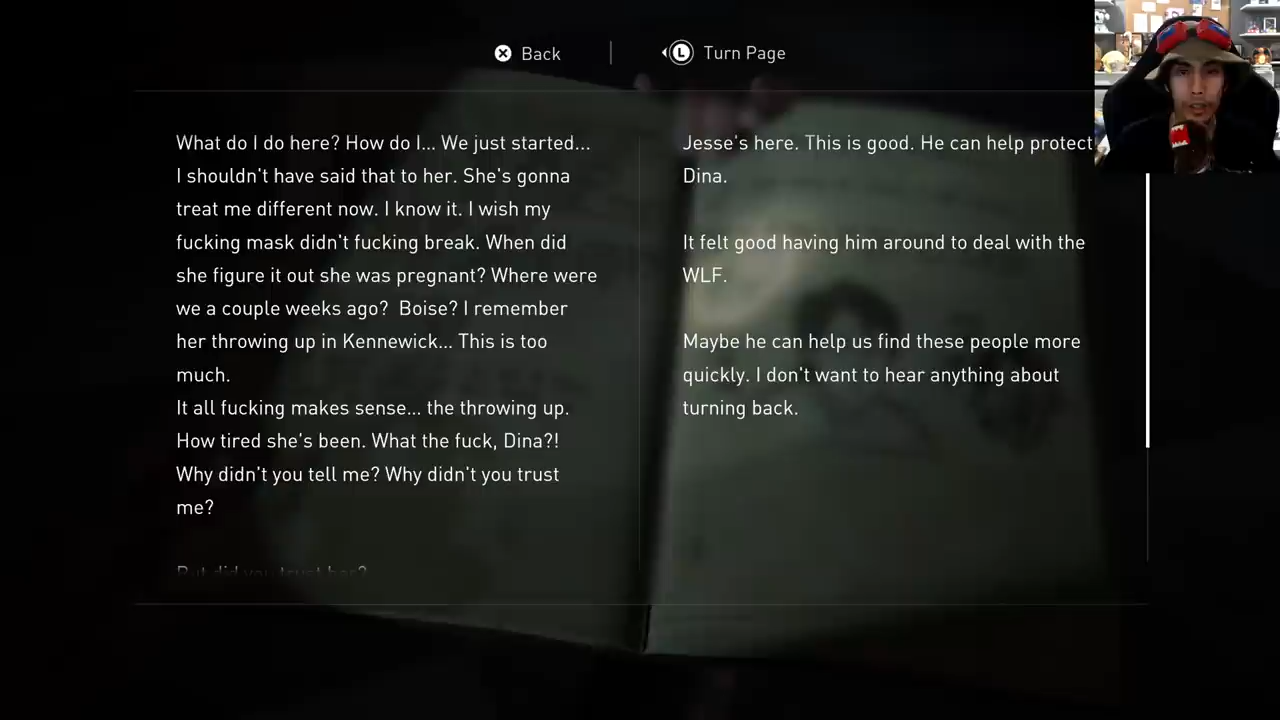 Back
Turn Page
What do I do here? How do I... We just started...
I shouldn't have said that to her. She's gonna
treat me different now. I know it. I wish my
fucking mask didn't fucking break. When did
she figure it out she was pregnant? Where were
we a couple weeks ago?  Boise? I remember
her throwing up in Kennewick... This is too
much.
It all fucking makes sense... the throwing up.
How tired she's been. What the fuck, Dina?!
Why didn't you tell me? Why didn't you trust
me?
But did you trust her?
Jesse's here. This is good. He can help protect
Dina.
It felt good having him around to deal with the
WLF.
Maybe he can help us find these people more
quickly. I don't want to hear anything about
turning back.